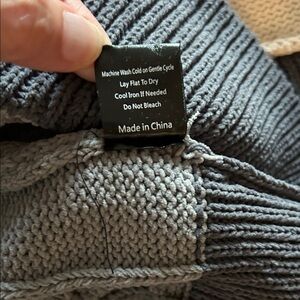 Machine Wash Cold on Gentle Cycle
Lay Flat To Dry
Cool Iron If Needed
Do Not Bleach
Made in China